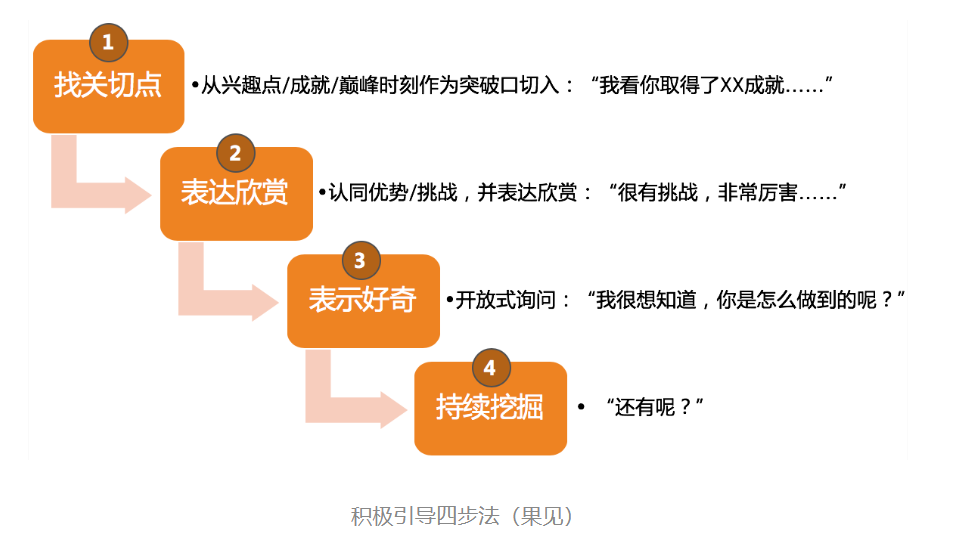 1
找关切点
•从兴趣点/成就/巅峰时刻作为突破口切入：“我看你取得了XX成就……”
2
表达欣赏
•认同优势/挑战，并表达欣赏：“很有挑战，非常厉害……”
3
表示好奇
•开放式询问：“我很想知道，你是怎么做到的呢？”
4
持续挖掘
• “还有呢？”
积极引导四步法（果见）